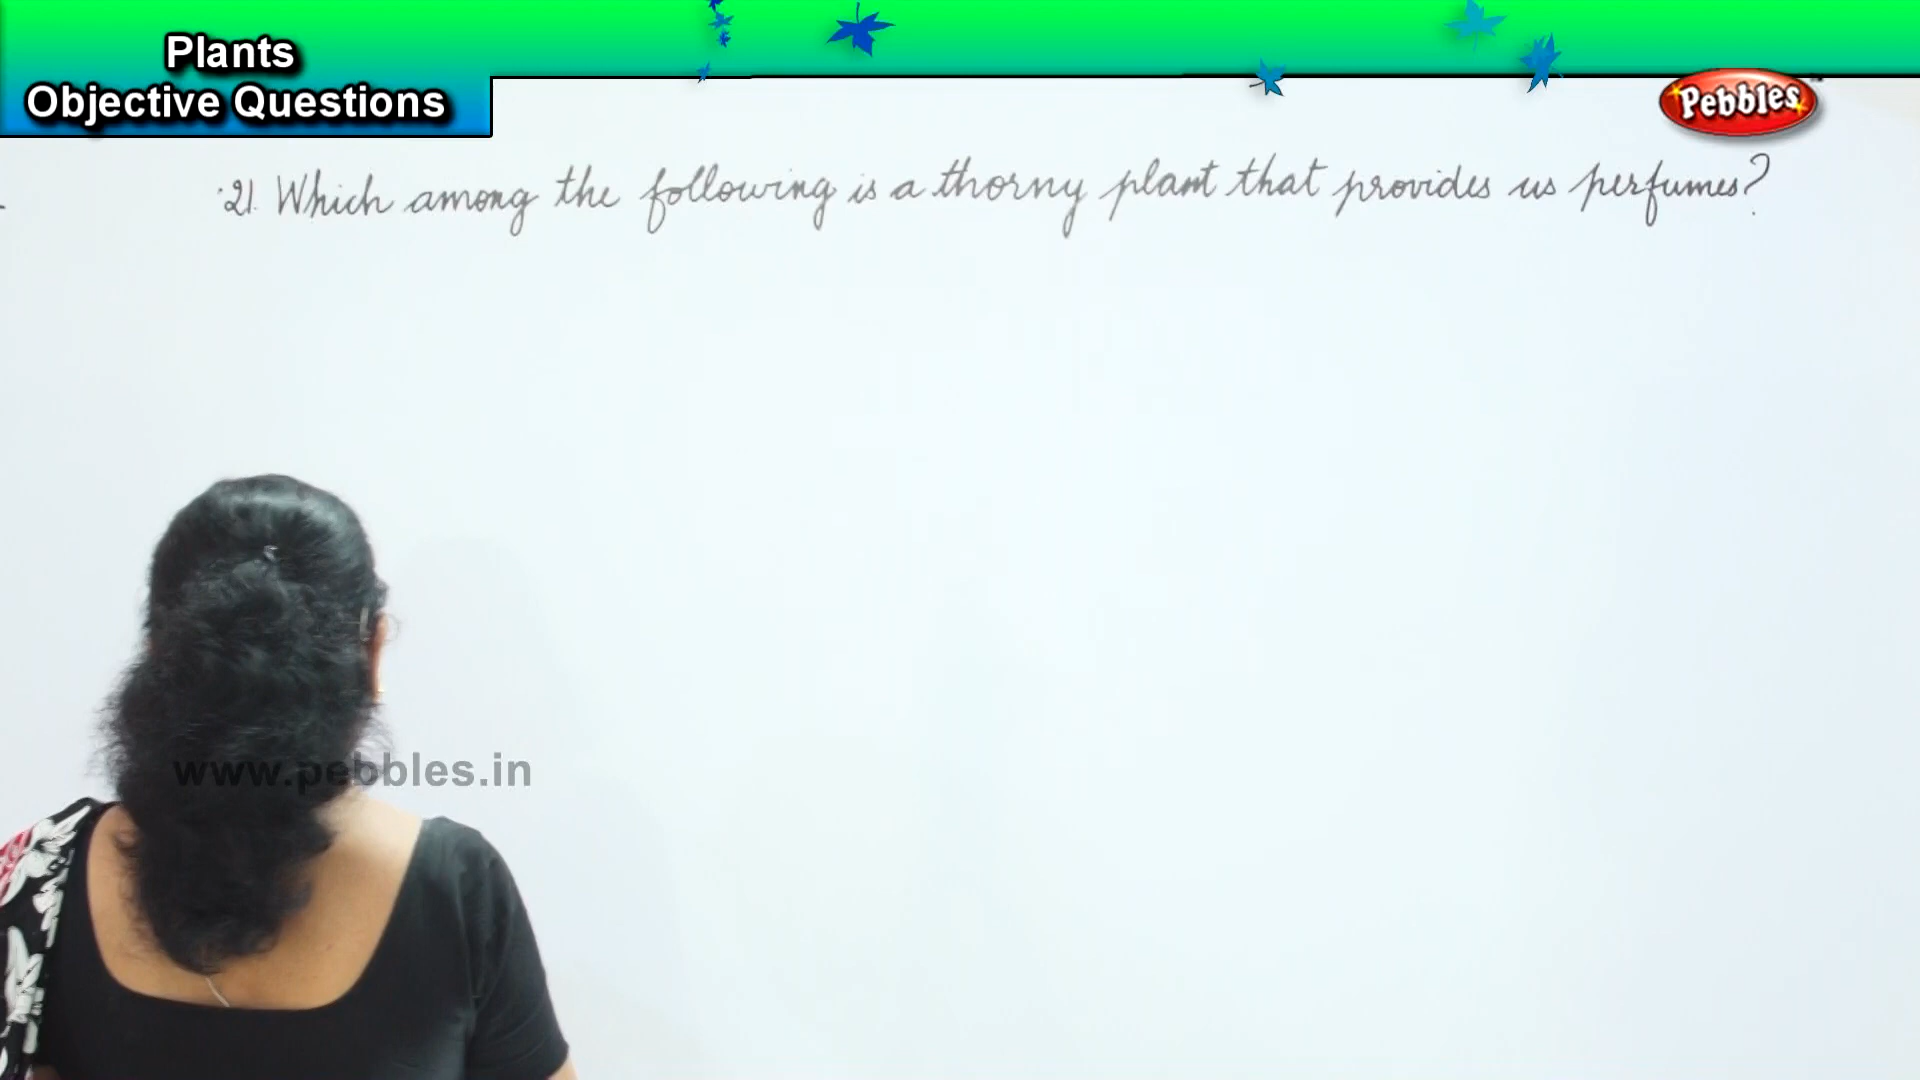 Plants
Objective Questions
Pebbles
21. Which among the following is a thorny plant that provides us perfumes?
www.pebbles.in